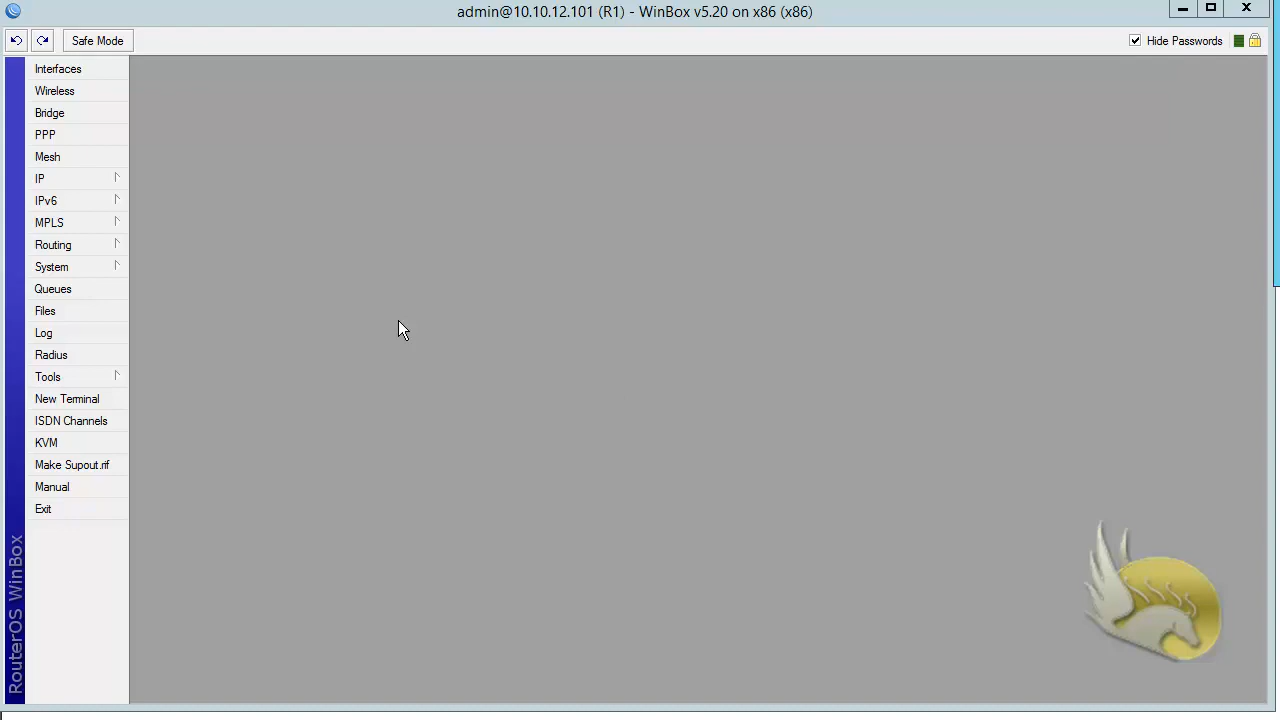 admin@10.10.12.101 (R1) - WinBox v5.20 on x86 (x86)
Safe Mode
Hide Passwords
Interfaces
Wireless
Bridge
PPP
Mesh
IP
IPv6
MPLS
Routing
System
Queues
Files
Log
Radius
Tools
New Terminal
ISDN Channels
KVM
Make Supout.rif
Manual
Exit
RouterOS WinBox